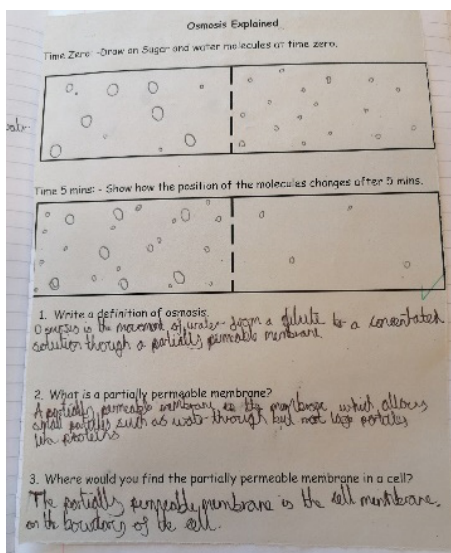 Osmosis Explained
Time Zero: -Draw on Sugar and water molecules at time zero.
Time 5 mins: - Show how the position of the molecules changes after 5 mins.
1. Write a definition of osmosis.
is the movement of water from a dilute to a concentrated
solution through a partially permeable membrane
2. What is a partially permeable membrane?
A partially permeable membrane is the membrane which allows
small particles such as water through but not large particles
like proteins
3. Where would you find the partially permeable membrane in a cell?
The partially permeable membrane is the cell membrane,
on the boundary of the cell.